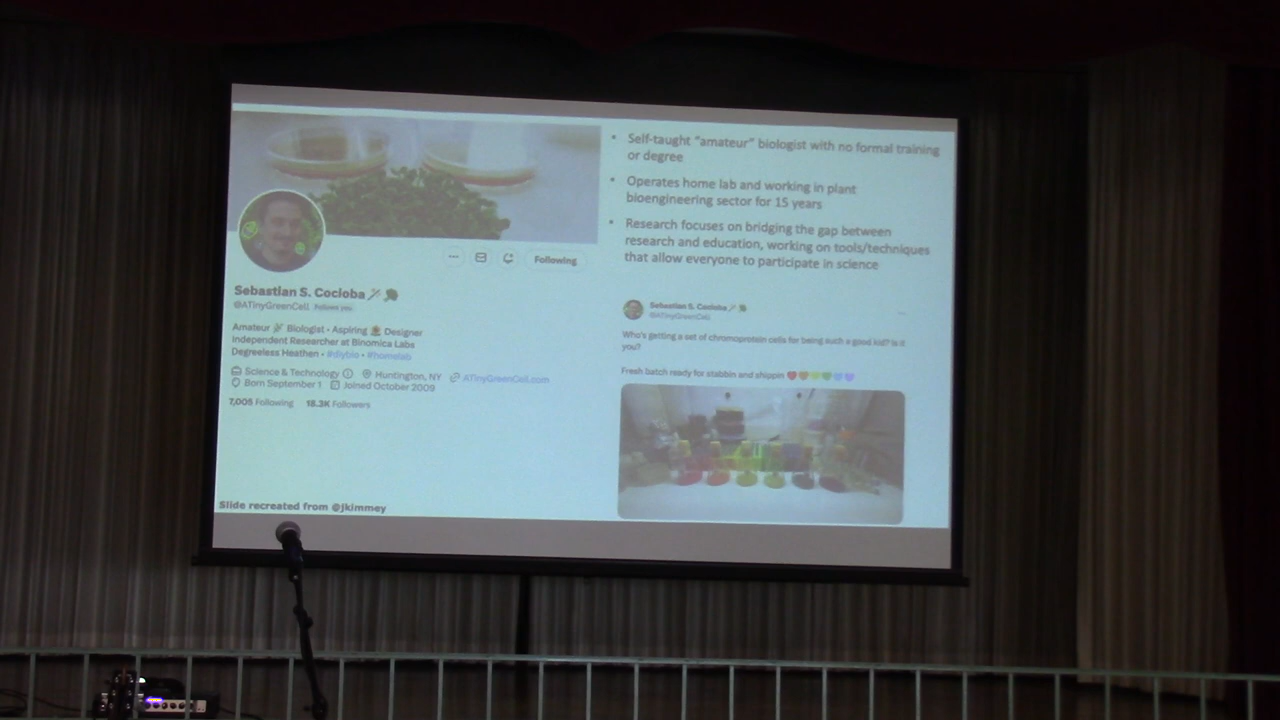 Self-taught "amateur" biologist with no formal training
or degree
Operates home lab and working in plant
bioengineering sector for 15 years
Research focuses on bridging the gap between
research and education, working on tools/techniques
that allow everyone to participate in science
Following
Sebastian S. Cocioba
@ATinyGreenCell Follows you
Amateur Biologist • Aspiring Designer
Independent Researcher at Binomica Labs
Degreeless Heathen • #diybio • #homelab
Science & Technology Huntington, NY ATinyGreenCell.com
Born September 1 Joined October 2009
7,005 Following 18.3K Followers
Sebastian S. Cocioba
@ATinyGreenCell
Who's getting a set of chromoprotein cells for being such a good kid? Is it
you?
Fresh batch ready for stabbin and shippin
Slide recreated from @jkimmey